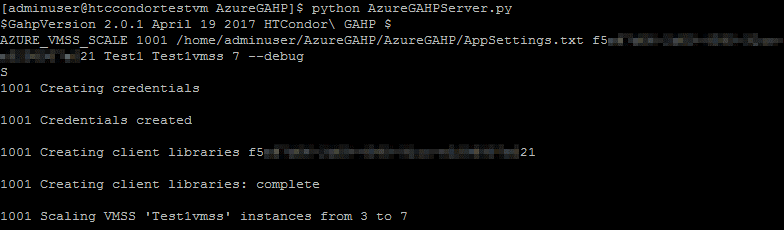 [adminuser@htccondortestvm AzureGAHP]$ python AzureGAHPServer.py
$GahpVersion 2.0.1 April 19 2017 HTCondor\ GAHP $
AZURE_VMSS_SCALE 1001 /home/adminuser/AzureGAHP/AzureGAHP/AppSettings.txt f5
21 Test1 Test1vmss 7 --debug
S
1001 Creating credentials
1001 Credentials created
1001 Creating client libraries f5 21
1001 Creating client libraries: complete
1001 Scaling VMSS 'Test1vmss' instances from 3 to 7